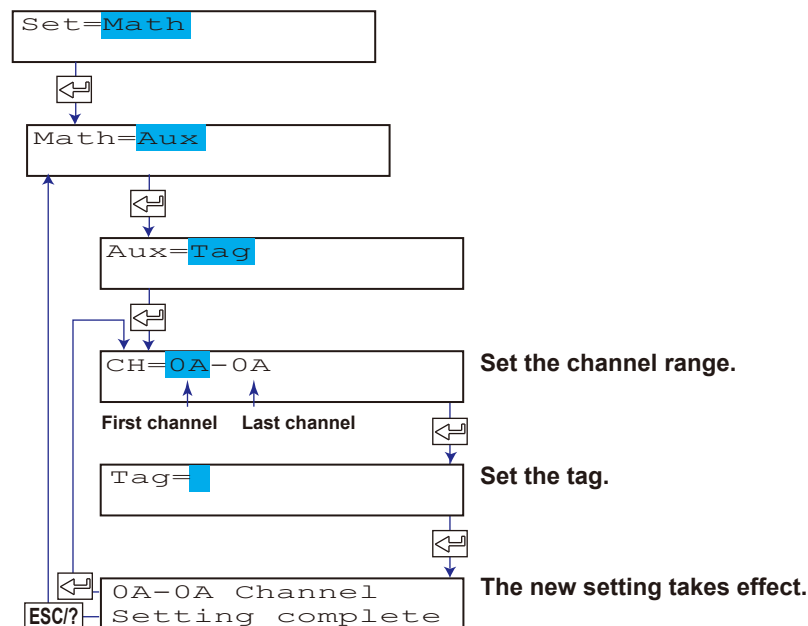 Set=Math
Math=Aux
Aux=Tag
CH=0A-0A
Set the channel range.
First channel Last channel
Tag=
Set the tag.
0A-0A Channel
The new setting takes effect.
ESC/?
Setting complete